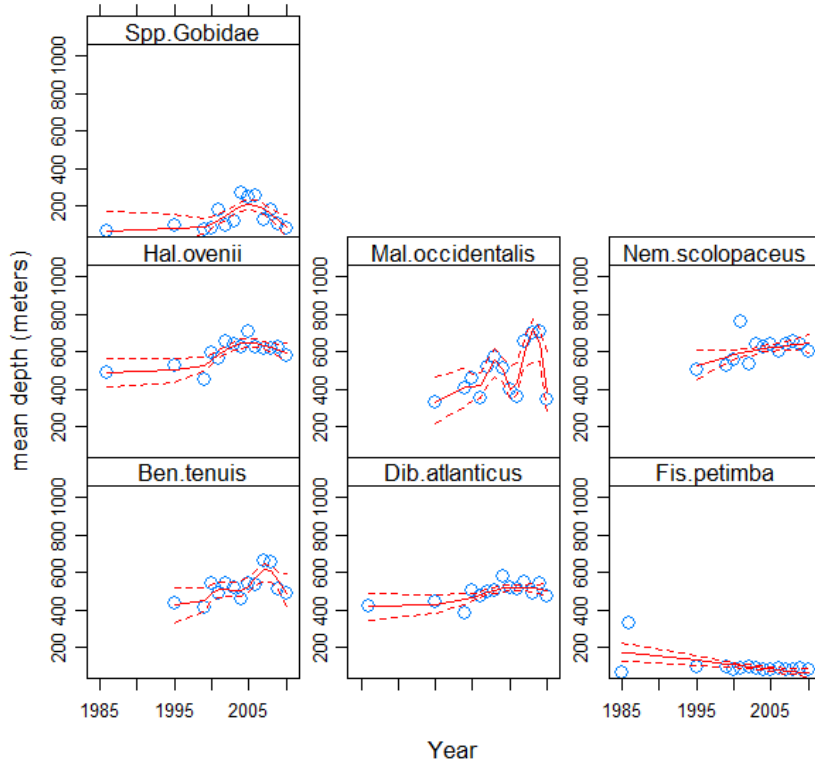 Spp.Gobidae
200 400 600 800 1000
Hal.ovenii
Mal.occidentalis
Nem.scolopaceus
200 400 600 800 1000
200 400 600 800 1000
200 400 600 800 1000
mean depth (meters)
Ben.tenuis
Dib.atlanticus
Fis.petimba
200 400 600 800 1000
200 400 600 800 1000
200 400 600 800 1000
1985 1995 2005
1985 1995 2005
Year